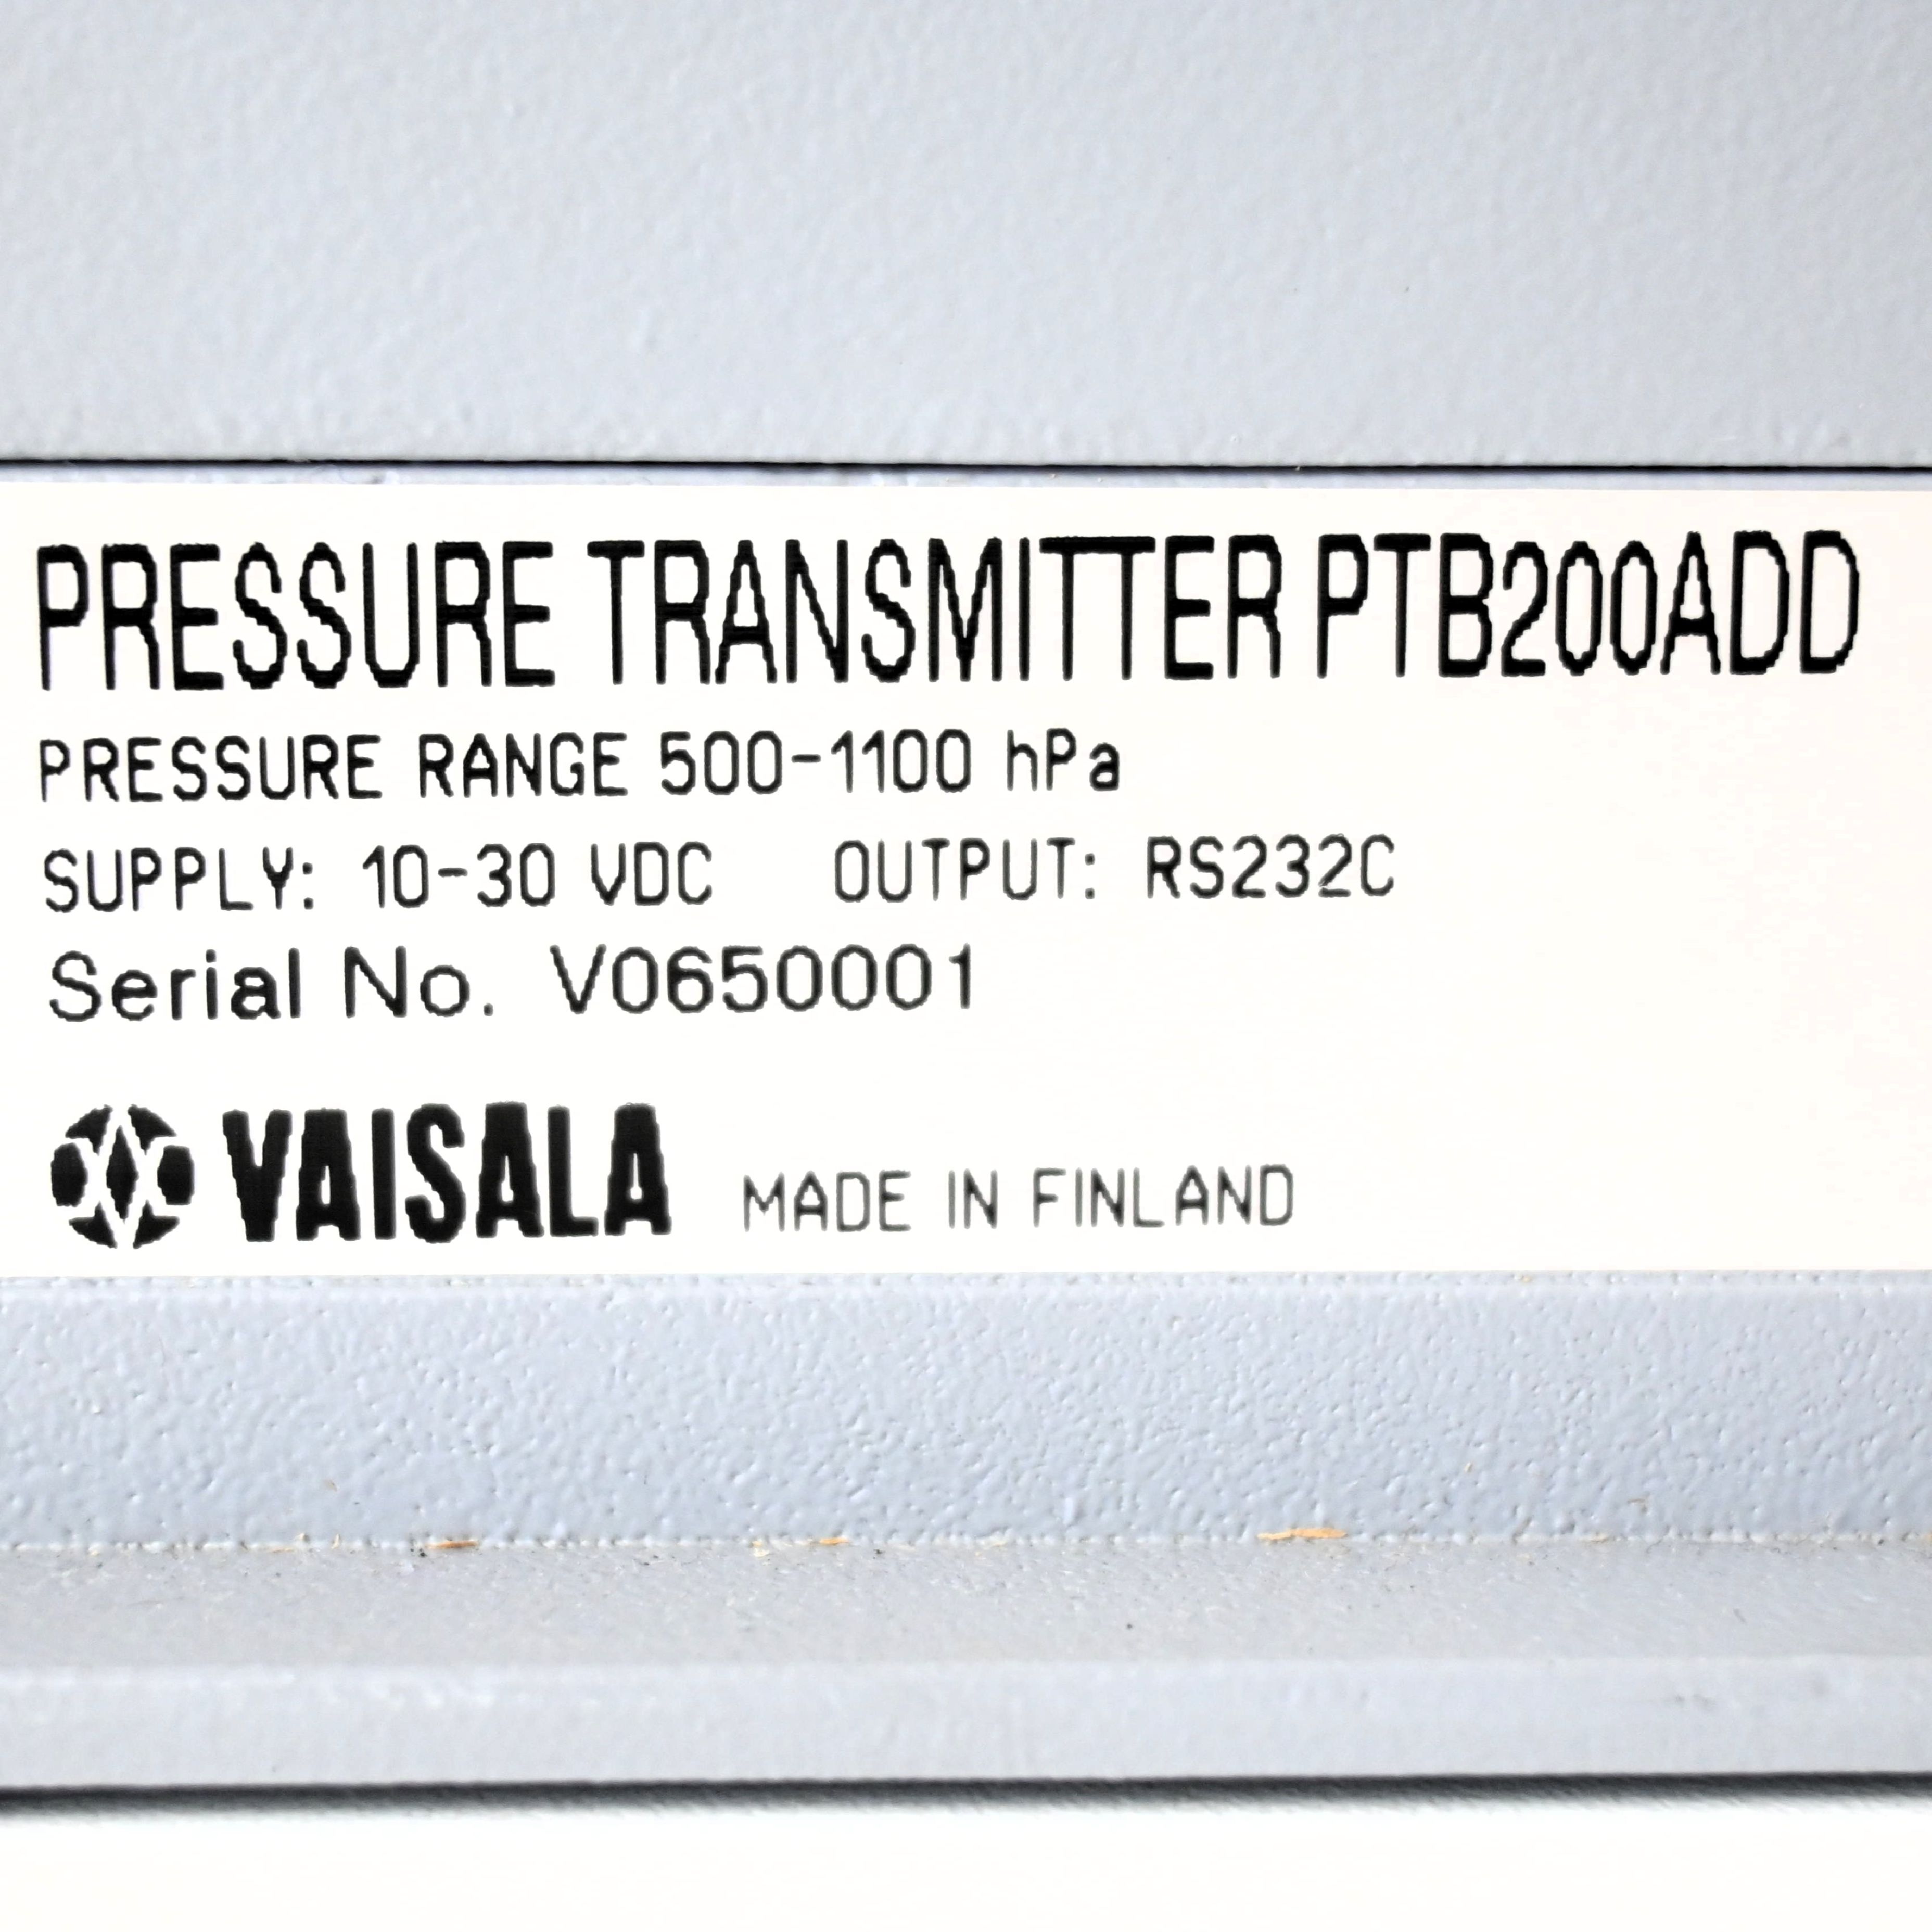 PRESSURE TRANSMITTER PTB200ADD
PRESSURE RANGE 500-1100 hPa
SUPPLY: 10-30 VDC OUTPUT: RS232C
Serial No. V0650001
VAISALA MADE IN FINLAND